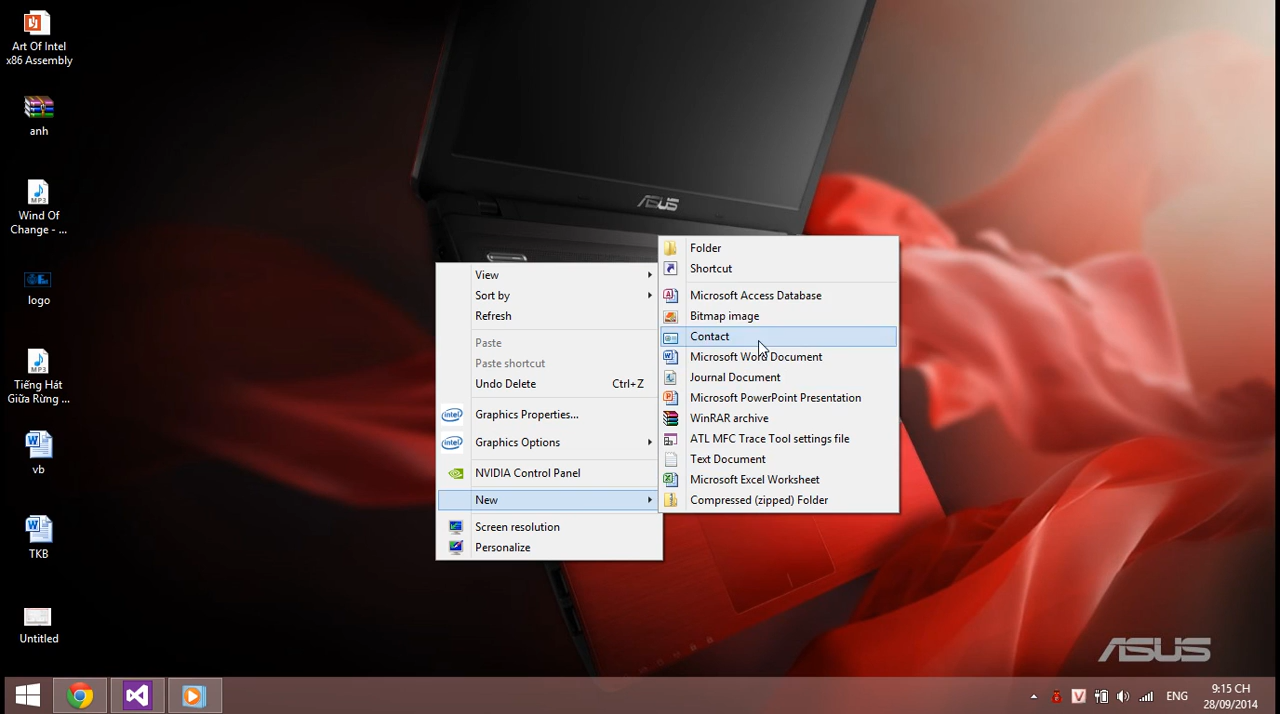 Art Of Intel
x86 Assembly
anh
Wind Of
Change - ...
logo
Tiếng Hát
Giữa Rừng ...
vb
TKB
Untitled
ASUS
View
Sort by
Refresh
Paste
Paste shortcut
Undo Delete Ctrl+Z
Graphics Properties...
Graphics Options
NVIDIA Control Panel
New
Screen resolution
Personalize
Folder
Shortcut
Microsoft Access Database
Bitmap image
Contact
Microsoft Word Document
Journal Document
Microsoft PowerPoint Presentation
WinRAR archive
ATL MFC Trace Tool settings file
Text Document
Microsoft Excel Worksheet
Compressed (zipped) Folder
ASUS
ENG
9:15 CH
28/09/2014